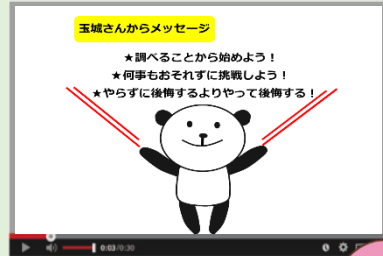 玉城さんからメッセージ
★調べることから始めよう！
★何事もおそれずに挑戦しよう！
★やらずに後悔するよりやって後悔する！
0:03/0:30